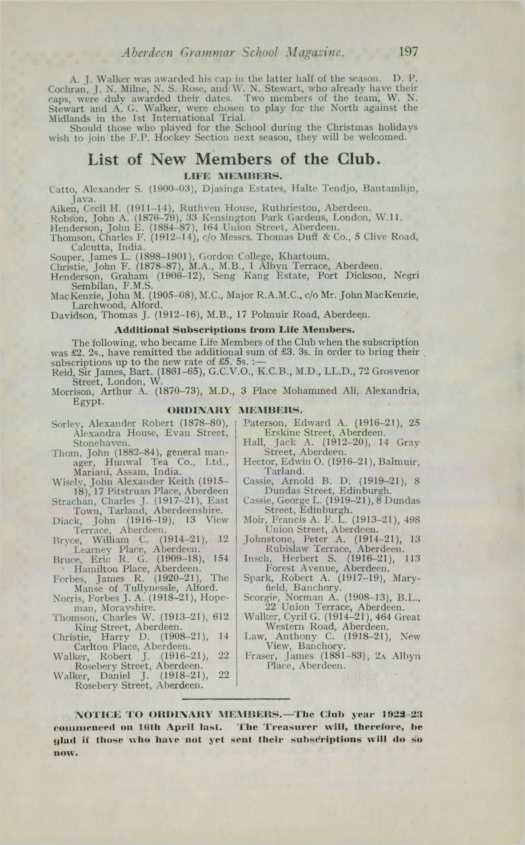 Aberdeen Grammar School Magazine. 197
A. J. Walker was awarded his cap in the latter half of the season. D. P.
Cochran, J. N. Milne, N. S. Rose, and W. N. Stewart, who already have their
caps, were duly awarded their dates. Two members of the team, W. N.
Stewart and A. G. Walker, were chosen to play for the North against the
Midlands in the 1st International Trial.
Should those who played for the School during the Christmas holidays
wish to join the F.P. Hockey Section next season, they will be welcomed.
List of New Members of the Club.
LIFE MEMBERS.
Catto, Alexander S. (1900–03), Djasinga Estates, Halte Tendjo, Bantamlijn,
Java.
Aiken, Cecil H. (1911–14), Ruthven House, Ruthrieston, Aberdeen.
Robson, John A. (1876–79), 33 Kensington Park Gardens, London, W.11.
Henderson, John E. (1884–87), 164 Union Street, Aberdeen.
Thomson, Charles F. (1912–14), c/o Messrs. Thomas Duff & Co., 5 Clive Road,
Calcutta, India.
Souper, James L. (1898–1901), Gordon College, Khartoum.
Christie, John F. (1878–87), M.A., M.B., 1 Albyn Terrace, Aberdeen.
Henderson, Graham (1906–12), Seng Kang Estate, Port Dickson, Negri
Sembilan, F.M.S.
MacKenzie, John M. (1905–08), M.C., Major R.A.M.C., c/o Mr. John MacKenzie,
Larchwood, Alford.
Davidson, Thomas J. (1912–16), M.B., 17 Polmuir Road, Aberdeen.
Additional Subscriptions from Life Members.
The following, who became Life Members of the Club when the subscription
was £2. 2s., have remitted the additional sum of £3. 3s. in order to bring their
subscriptions up to the new rate of £5. 5s. :—
Reid, Sir James, Bart. (1861–65), G.C.V.O., K.C.B., M.D., LL.D., 72 Grosvenor
Street, London, W.
Morrison, Arthur A. (1870–73), M.D., 3 Place Mohammed Ali, Alexandria,
Egypt.
ORDINARY MEMBERS.
Sorley, Alexander Robert (1878–80),
Alexandra House, Evan Street,
Stonehaven.
Thom, John (1882–84), general man-
ager, Hunwal Tea Co., Ltd.,
Mariani, Assam, India.
Wisely, John Alexander Keith (1915–
18), 17 Pitstruan Place, Aberdeen
Strachan, Charles J. (1917–21), East
Town, Tarland, Aberdeenshire.
Diack, John (1916–19), 13 View
Terrace, Aberdeen.
Bryce, William C. (1914–21), 12
Learney Place, Aberdeen.
Bruce, Eric R. G. (1909–18), 154
Hamilton Place, Aberdeen.
Forbes, James R. (1920–21), The
Manse of Tullynessle, Alford.
Norris, Forbes J. A. (1918–21), Hope-
man, Morayshire.
Thomson, Charles W. (1913–21), 612
King Street, Aberdeen.
Christie, Harry D. (1908–21), 14
Carlton Place, Aberdeen.
Walker, Robert J. (1916–21), 22
Rosebery Street, Aberdeen.
Walker, Daniel J. (1918–21), 22
Rosebery Street, Aberdeen.
Paterson, Edward A. (1916–21), 25
Erskine Street, Aberdeen.
Hall, Jack A. (1912–20), 14 Gray
Street, Aberdeen.
Hector, Edwin O. (1916–21), Balmuir,
Tarland.
Cassie, Arnold B. D. (1919–21), 8
Dundas Street, Edinburgh.
Cassie, George L. (1919–21), 8 Dundas
Street, Edinburgh.
Moir, Francis A. F. L. (1913–21), 498
Union Street, Aberdeen.
Johnstone, Peter A. (1914–21), 13
Rubislaw Terrace, Aberdeen.
Insch, Herbert S. (1916–21), 113
Forest Avenue, Aberdeen.
Spark, Robert A. (1917–19), Mary-
field, Banchory.
Scorgie, Norman A. (1908–13), B.L.,
22 Union Terrace, Aberdeen.
Walker, Cyril G. (1914–21), 464 Great
Western Road, Aberdeen.
Law, Anthony C. (1918–21), New
View, Banchory.
Fraser, James (1881–83), 2A Albyn
Place, Aberdeen.
NOTICE TO ORDINARY MEMBERS.—The Club year 1922–23
commenced on 16th April last. The Treasurer will, therefore, be
glad if those who have not yet sent their subscriptions will do so
now.